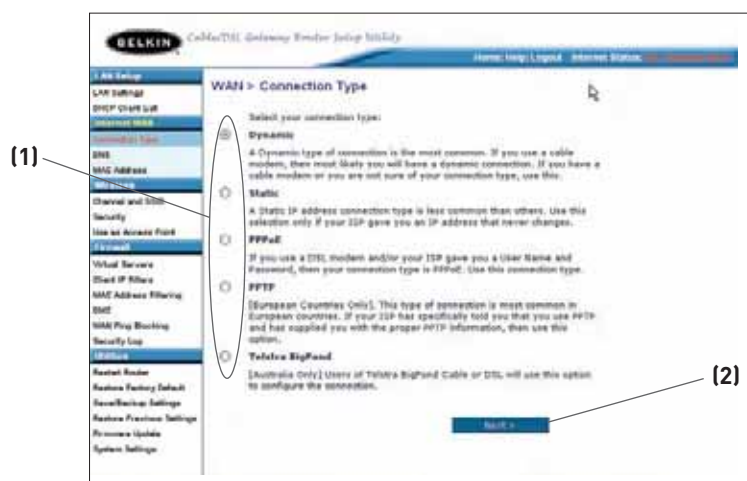 BELKIN Cable/DSL Gateway Router Setup Utility
Home| Help| Logout Internet Status:
LAN Setup
LAN Settings
DHCP Client List
Internet WAN
Connection Type
DNS
MAC Address
Wireless
Channel and SSID
Security
Use as Access Point
Firewall
Virtual Servers
Client IP Filters
MAC Address Filtering
DMZ
WAN Ping Blocking
Security Log
Utilities
Restart Router
Restore Factory Default
Save/Backup Settings
Restore Previous Settings
Firmware Update
System Settings
WAN > Connection Type
Select your connection type:
Dynamic
A Dynamic type of connection is the most common. If you use a cable
modem, then most likely you will have a dynamic connection. If you have a
cable modem or you are not sure of your connection type, use this.
Static
A Static IP address connection type is less common than others. Use this
selection only if your ISP gave you an IP address that never changes.
PPPoE
If you use a DSL modem and/or your ISP gave you a User Name and
Password, then your connection type is PPPoE. Use this connection type.
PPTP
[European Countries Only]. This type of connection is most common in
European countries. If your ISP has specifically told you that you use PPTP
and has supplied you with the proper PPTP information, then use this
option.
Telstra BigPond
[Australia Only] Users of Telstra BigPond Cable or DSL will use this option
to configure the connection.
Next >
(1)
(2)